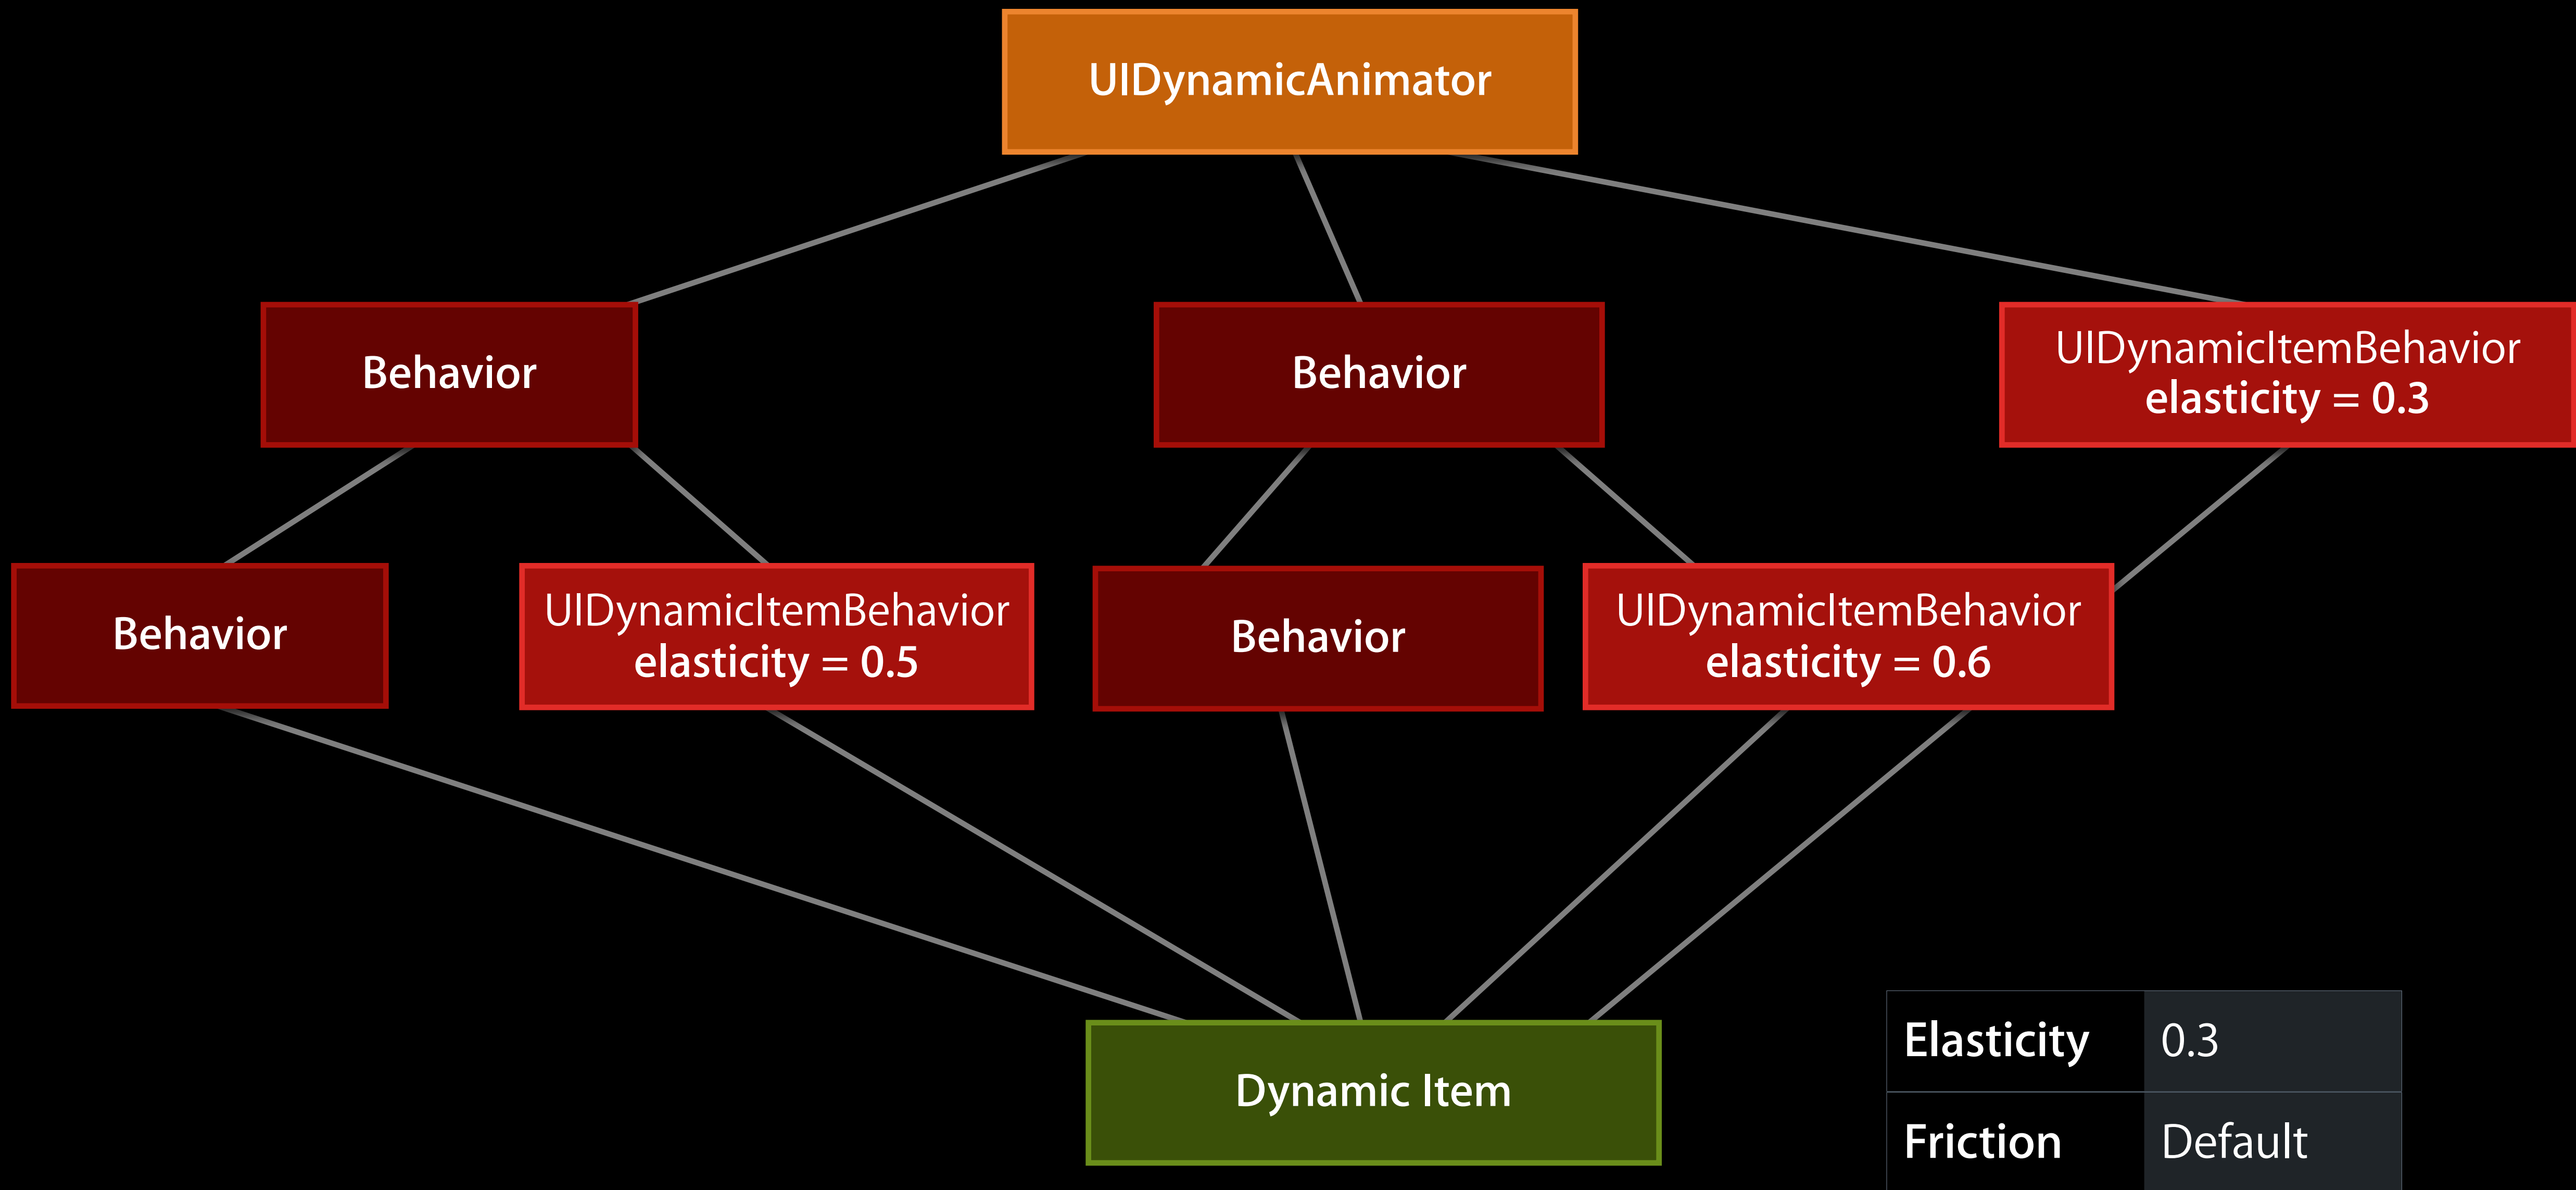 UIDynamicAnimator
Behavior
Behavior
UIDynamicItemBehavior
elasticity = 0.3
Behavior
UIDynamicItemBehavior
elasticity = 0.5
Behavior
UIDynamicItemBehavior
elasticity = 0.6
Dynamic Item
Elasticity 0.3
Friction Default